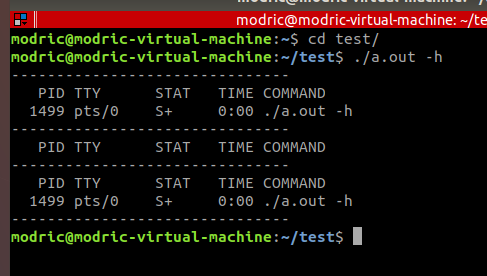 modric@modric-virtual-machine: ~/te
modric@modric-virtual-machine:~$ cd test/
modric@modric-virtual-machine:~/test$ ./a.out -h
-------------------------------
   PID TTY      STAT   TIME COMMAND
  1499 pts/0    S+     0:00 ./a.out -h
-------------------------------
   PID TTY      STAT   TIME COMMAND
-------------------------------
   PID TTY      STAT   TIME COMMAND
  1499 pts/0    S+     0:00 ./a.out -h
-------------------------------
modric@modric-virtual-machine:~/test$